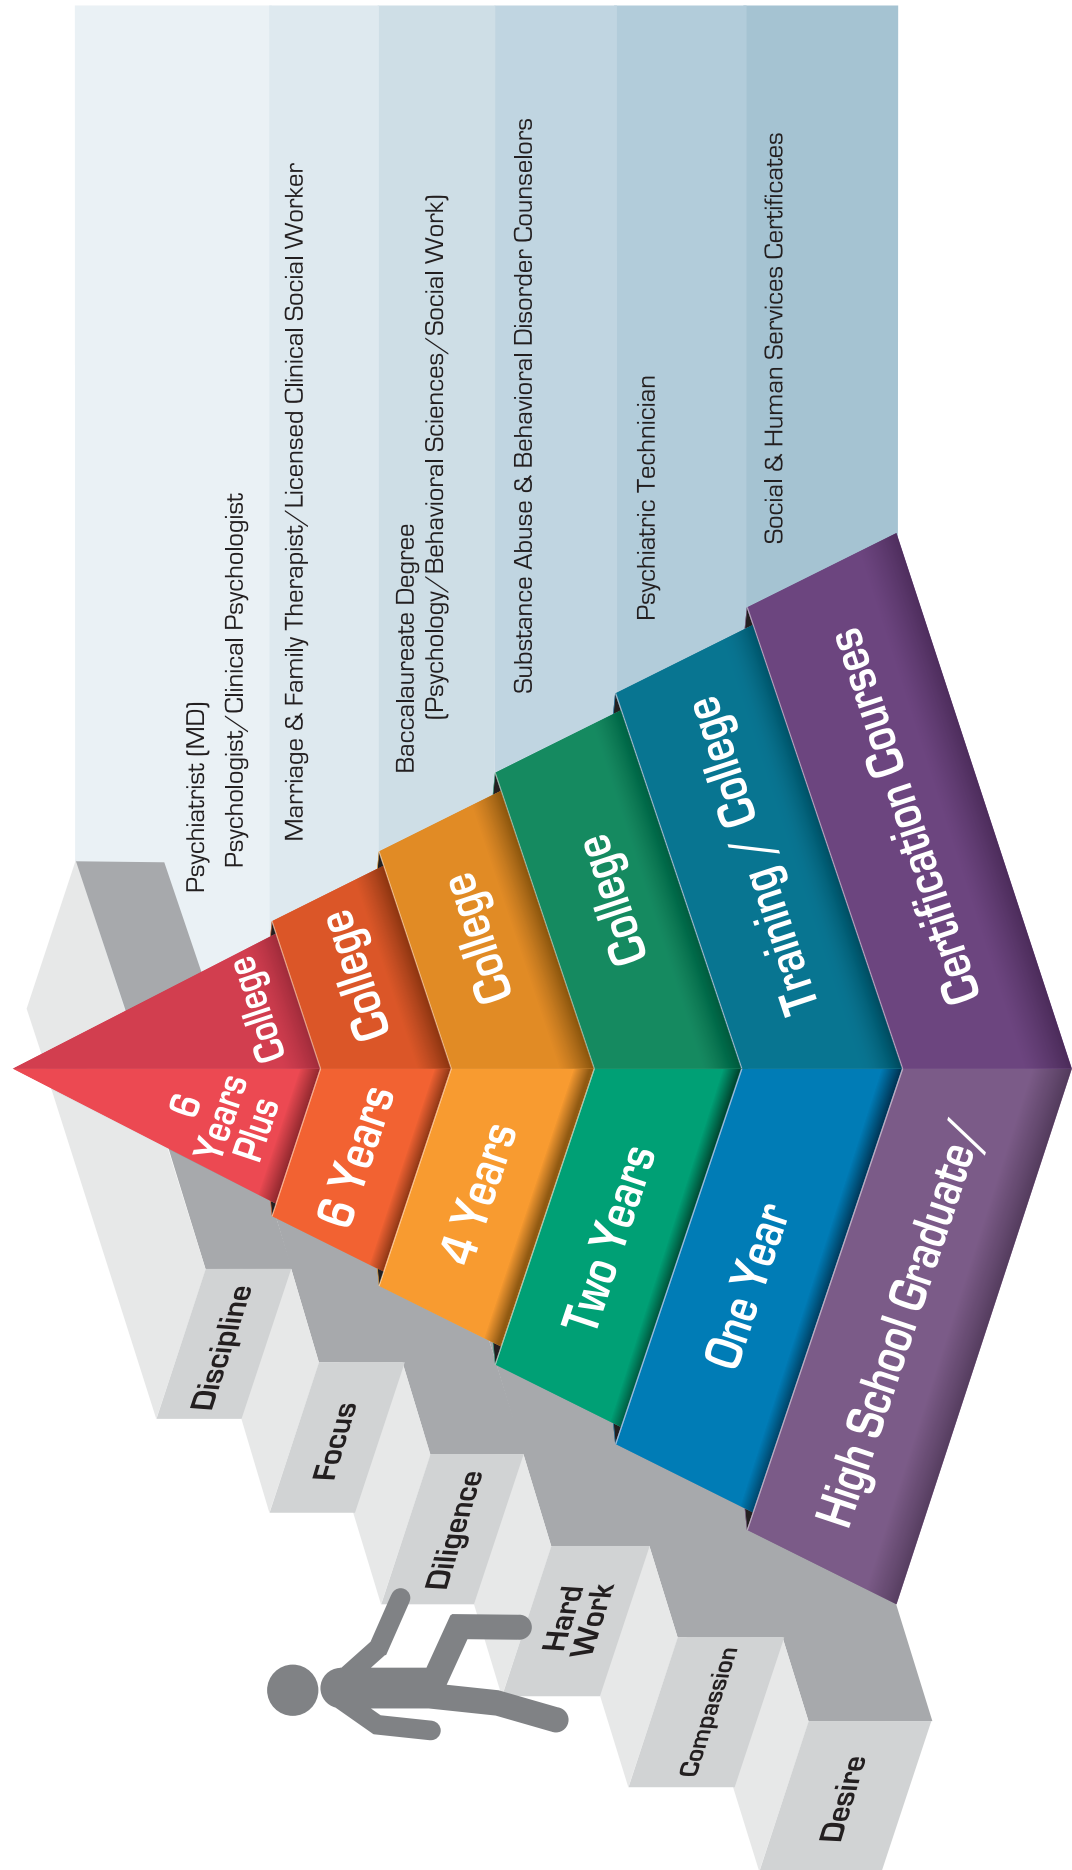 Psychiatrist (MD)
Psychologist/Clinical Psychologist
Marriage & Family Therapist/Licensed Clinical Social Worker
Baccalaureate Degree
(Psychology/Behavioral Sciences/Social Work)
Substance Abuse & Behavioral Disorder Counselors
Psychiatric Technician
Social & Human Services Certificates
6
Years
Plus
College
6 Years
College
4 Years
College
Two Years
College
One Year
Training / College
High School Graduate/
Certification Courses
Discipline
Focus
Diligence
Hard
Work
Compassion
Desire